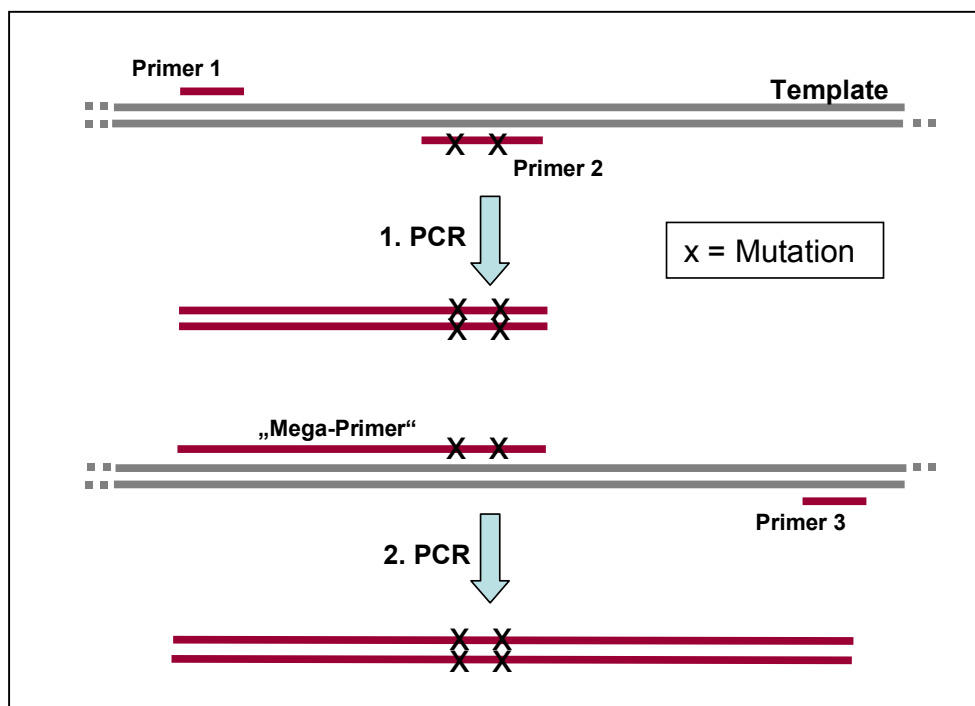 Primer 1
Template
Primer 2
1. PCR
x = Mutation
X X
X X
X X
„Mega-Primer“
X X
Primer 3
2. PCR
X X
X X